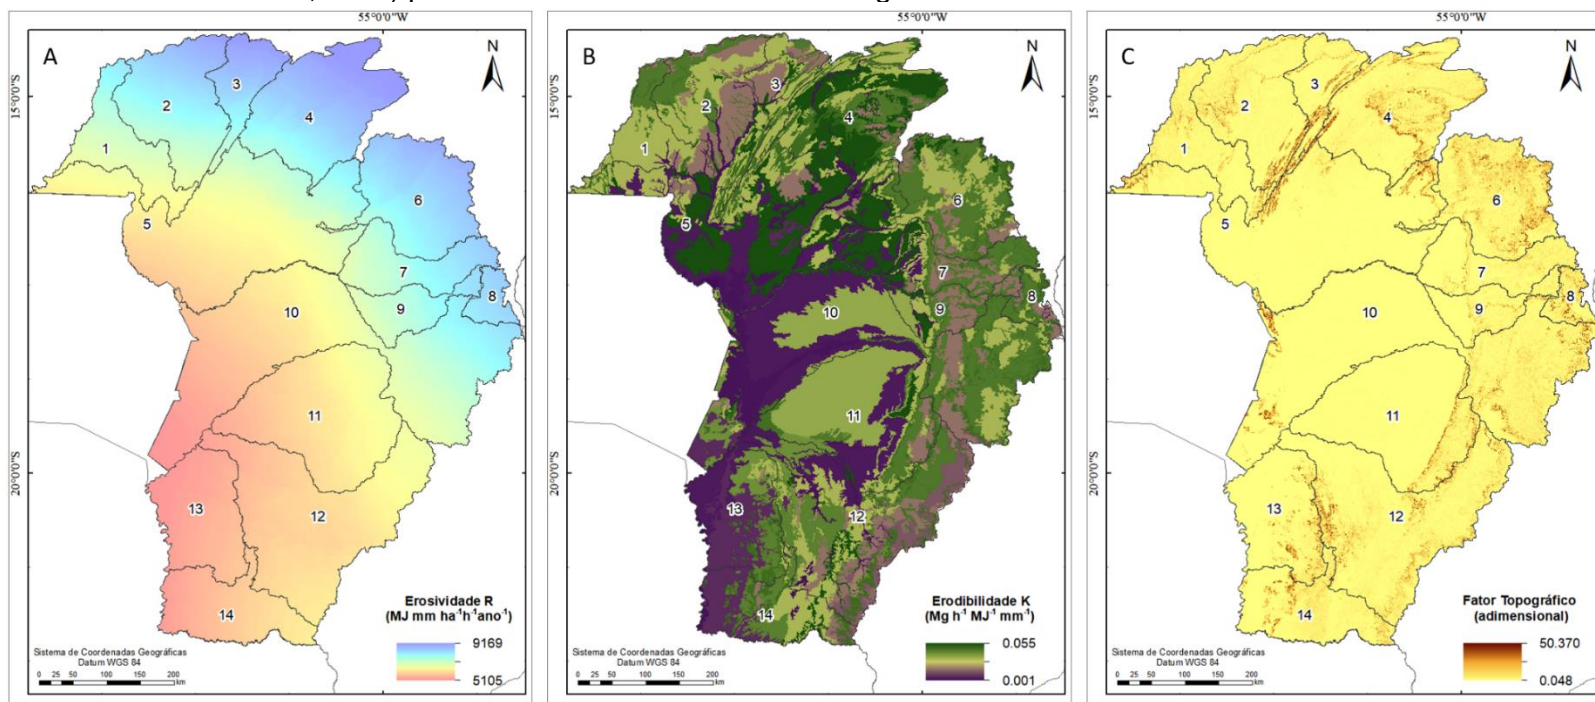 55°0'0"W
A
N
15°0'0"S
20°0'0"S
1
2
3
4
5
6
7
8
9
10
11
12
13
14
Erosividade R
(MJ mm ha⁻¹h⁻¹ano⁻¹)
9169
5105
Sistema de Coordenadas Geográficas
Datum WGS 84
0 25 50 100 150 200
km
55°0'0"W
B
N
15°0'0"S
20°0'0"S
1
2
3
4
5
6
7
8
9
10
11
12
13
14
Erodibilidade K
(Mg h⁻¹ MJ⁻¹ mm⁻¹)
0.055
0.001
Sistema de Coordenadas Geográficas
Datum WGS 84
0 25 50 100 150 200
km
55°0'0"W
C
N
15°0'0"S
20°0'0"S
1
2
3
4
5
6
7
8
9
10
11
12
13
14
Fator Topográfico
(adimensional)
50.370
0.048
Sistema de Coordenadas Geográficas
Datum WGS 84
0 25 50 100 150 200
km